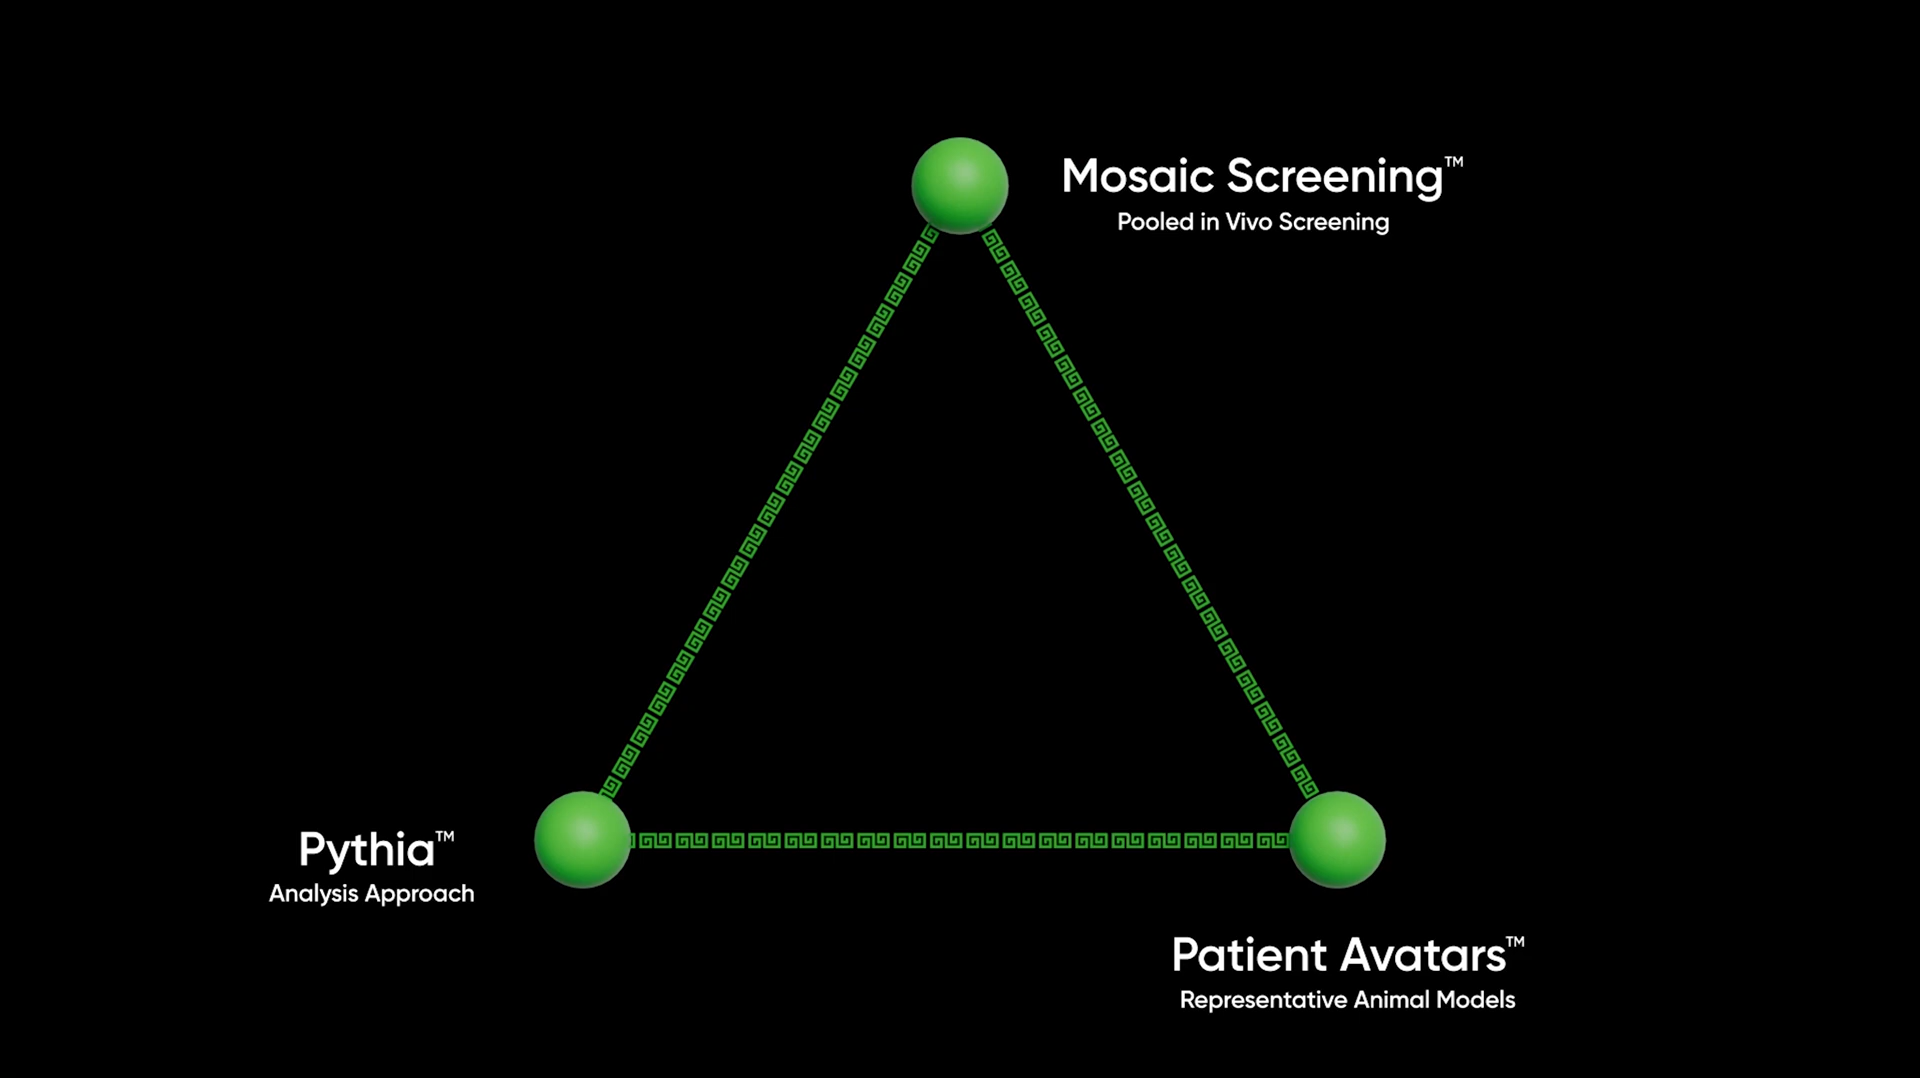 Mosaic Screening™
Pooled in Vivo Screening
Pythia™
Analysis Approach
Patient Avatars™
Representative Animal Models